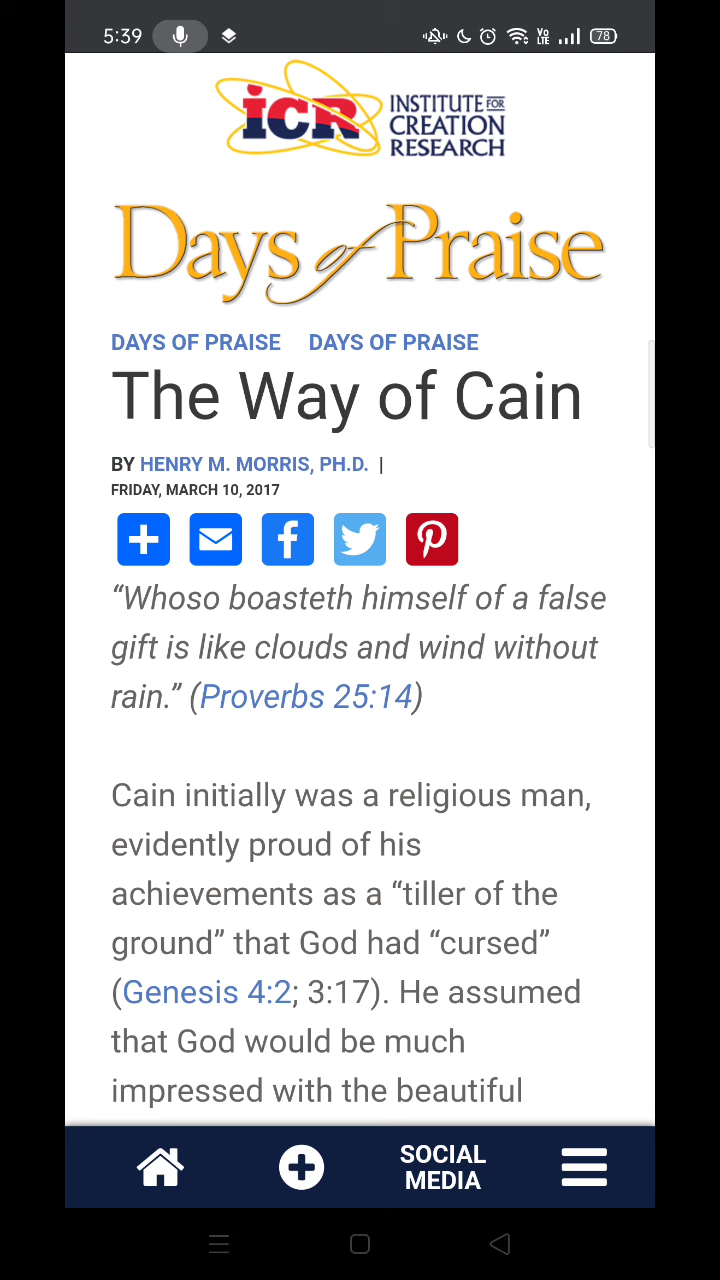 5:39 78
iCR INSTITUTE FOR
CREATION
RESEARCH
Days of Praise
DAYS OF PRAISE DAYS OF PRAISE
The Way of Cain
BY HENRY M. MORRIS, PH.D. |
FRIDAY, MARCH 10, 2017
“Whoso boasteth himself of a false
gift is like clouds and wind without
rain.” (Proverbs 25:14)
Cain initially was a religious man,
evidently proud of his
achievements as a “tiller of the
ground” that God had “cursed”
(Genesis 4:2; 3:17). He assumed
that God would be much
impressed with the beautiful
SOCIAL
MEDIA